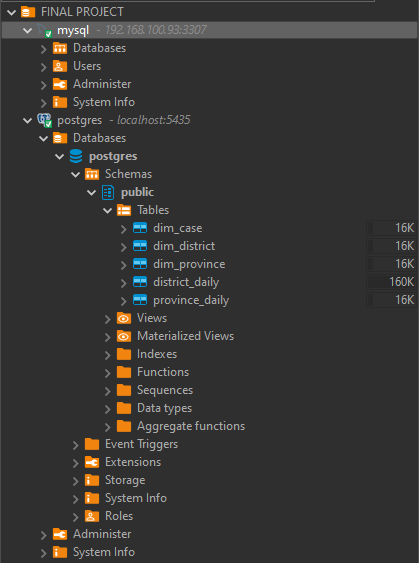 FINAL PROJECT
mysql - 192.168.100.93:3307
Databases
Users
Administer
System Info
postgres - localhost:5435
Databases
postgres
Schemas
public
Tables
dim_case 16K
dim_district 16K
dim_province 16K
district_daily 160K
province_daily 16K
Views
Materialized Views
Indexes
Functions
Sequences
Data types
Aggregate functions
Event Triggers
Extensions
Storage
System Info
Roles
Administer
System Info